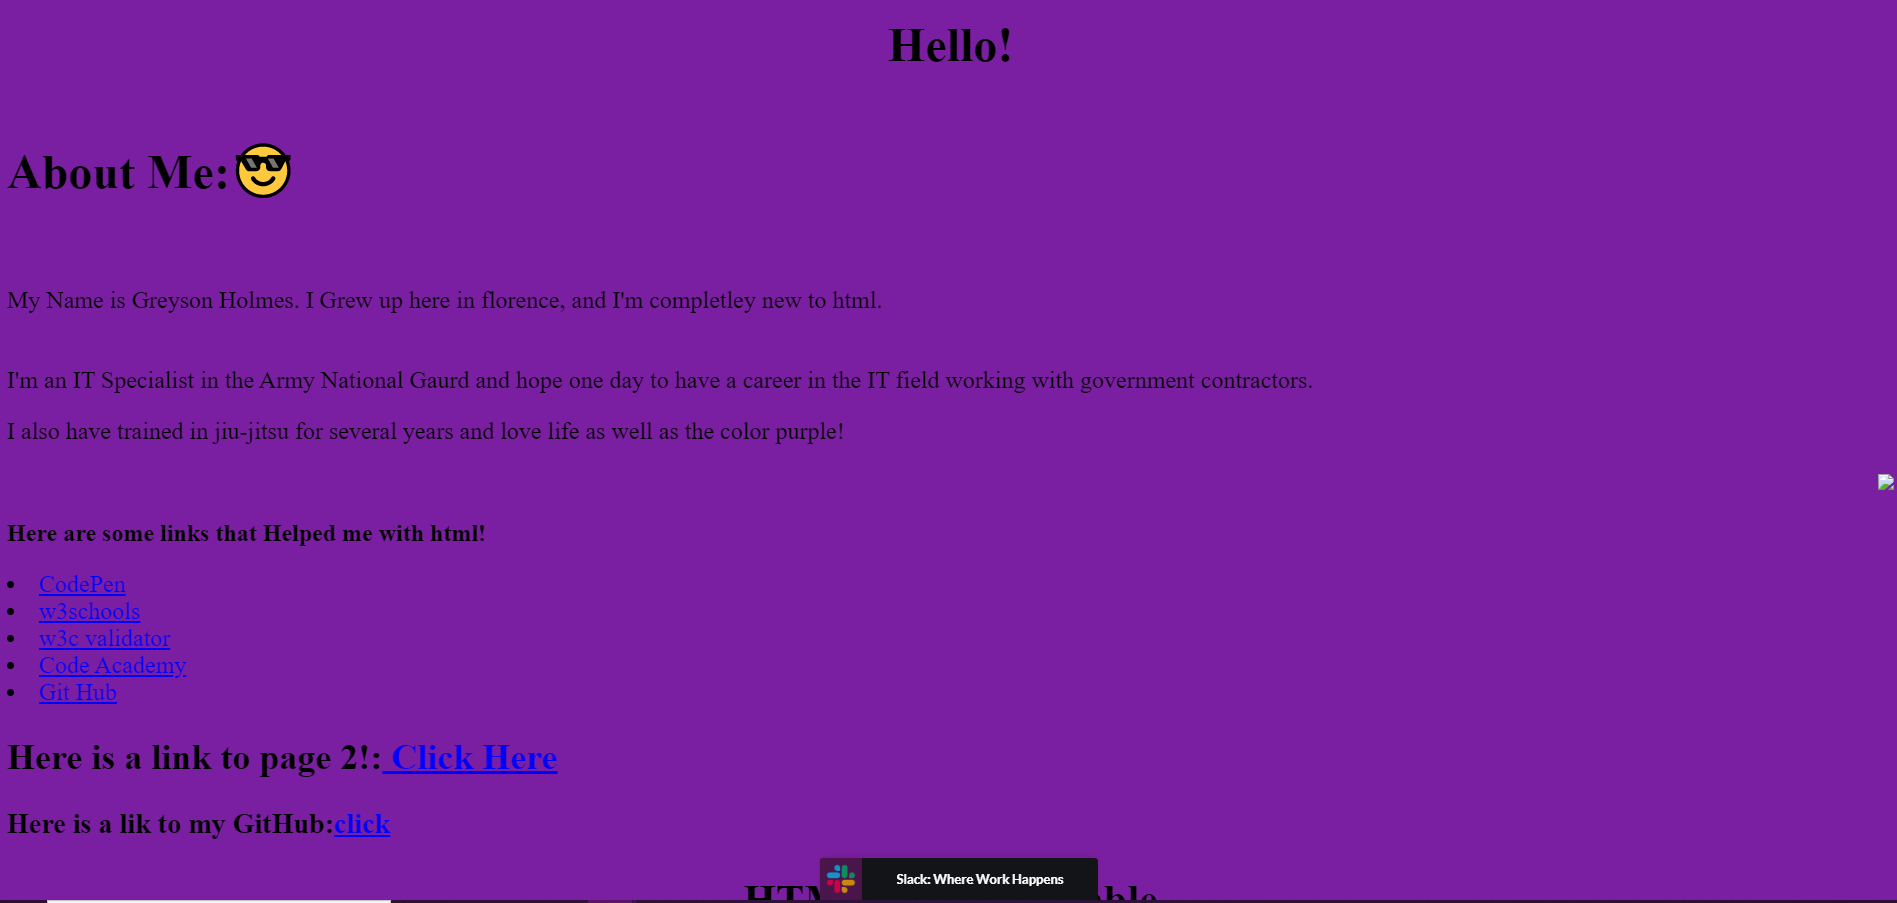 Hello!
About Me:😎
My Name is Greyson Holmes. I Grew up here in florence, and I'm completley new to html.
I'm an IT Specialist in the Army National Gaurd and hope one day to have a career in the IT field working with government contractors.
I also have trained in jiu-jitsu for several years and love life as well as the color purple!
Here are some links that Helped me with html!
CodePen
w3schools
w3c validator
Code Academy
Git Hub
Here is a link to page 2!: Click Here
Here is a lik to my GitHub:click
Slack: Where Work Happens